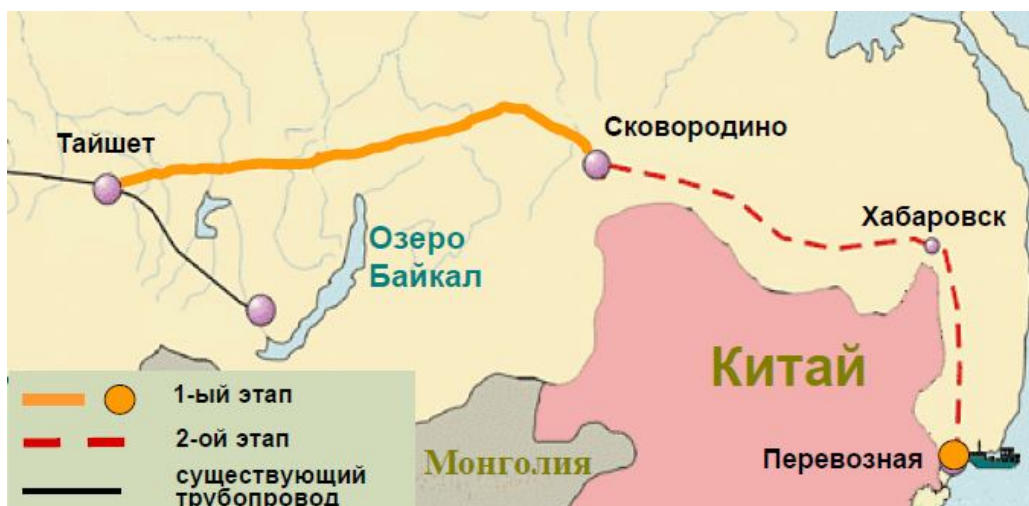 Тайшет
Сковородино
Хабаровск
Озеро
Байкал
Китай
1-ый этап
2-ой этап
Монголия
Перевозная
существующий
трубопровод